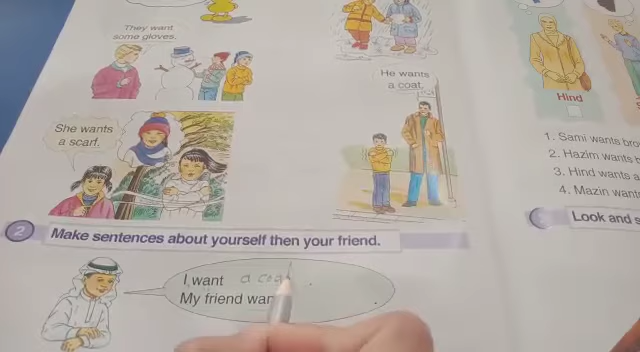 They want
some gloves.
He wants
a coat.
She wants
a scarf.
Hind
1. Sami wants
2. Hazim wants
3. Hind wants a
4. Mazin
2 Make sentences about yourself then your friend.
Look and
I want a coat
My friend